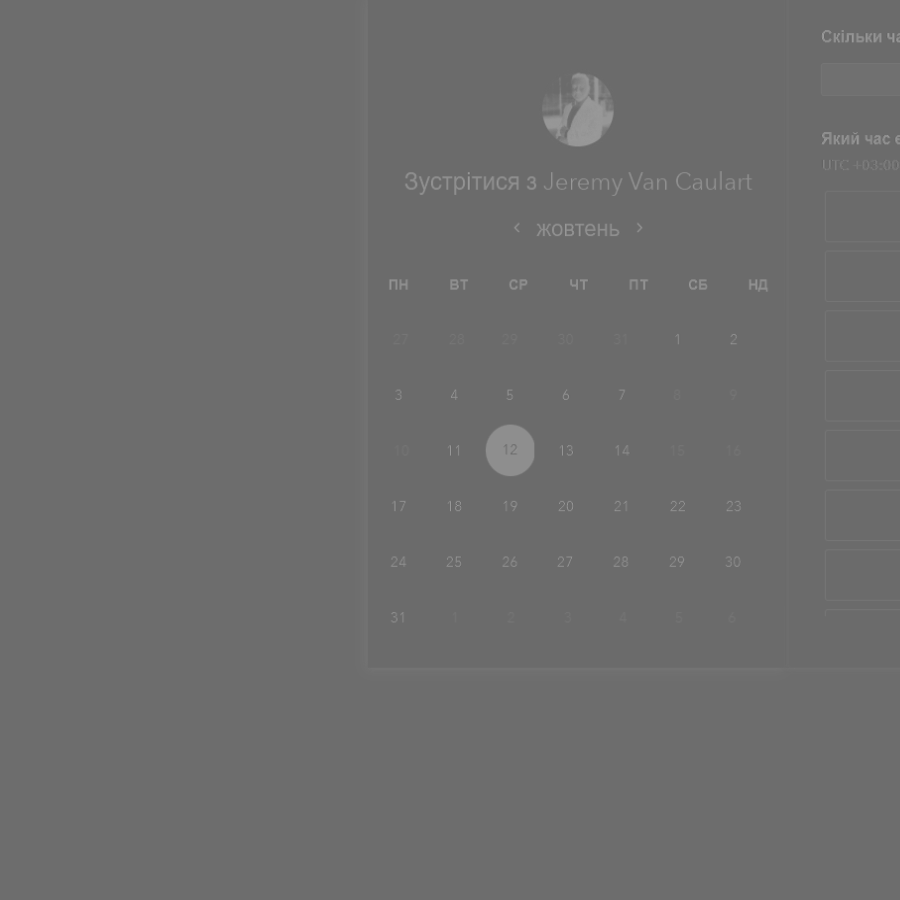 Зустрітися з Jeremy Van Caulart
жовтень
ПН ВТ СР ЧТ ПТ СБ НД
27 28 29 30 31 1 2
3 4 5 6 7 8 9
10 11 12 13 14 15 16
17 18 19 20 21 22 23
24 25 26 27 28 29 30
31 1 2 3 4 5 6
Скільки
Який час
UTC +03:00